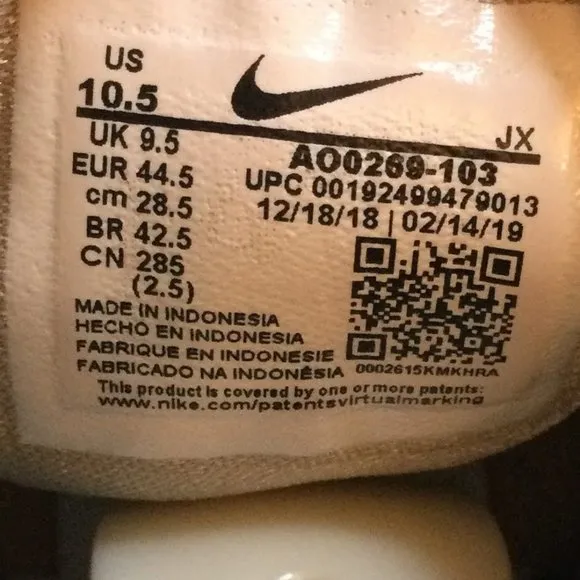 US
10.5
UK 9.5
EUR 44.5
cm 28.5
BR 42.5
CN 285
(2.5)
JX
AO0269-103
UPC 00192499479013
12/18/18 | 02/14/19
0002615KMKHRA
MADE IN INDONESIA
HECHO EN INDONESIA
FABRIQUE EN INDONESIE
FABRICADO NA INDONÉSIA
This product is covered by one or more patents:
www.nike.com/patentsvirtualmarking